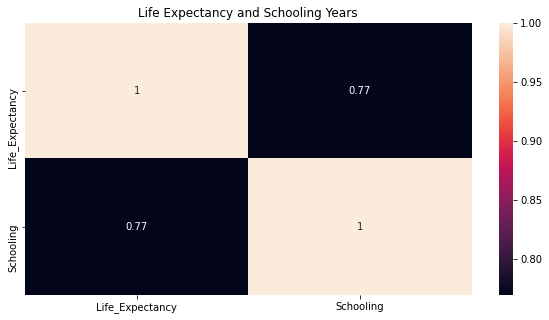 Life Expectancy and Schooling Years
Life_Expectancy
1
0.77
Schooling
0.77
1
Life_Expectancy
Schooling
1.00
0.95
0.90
0.85
0.80